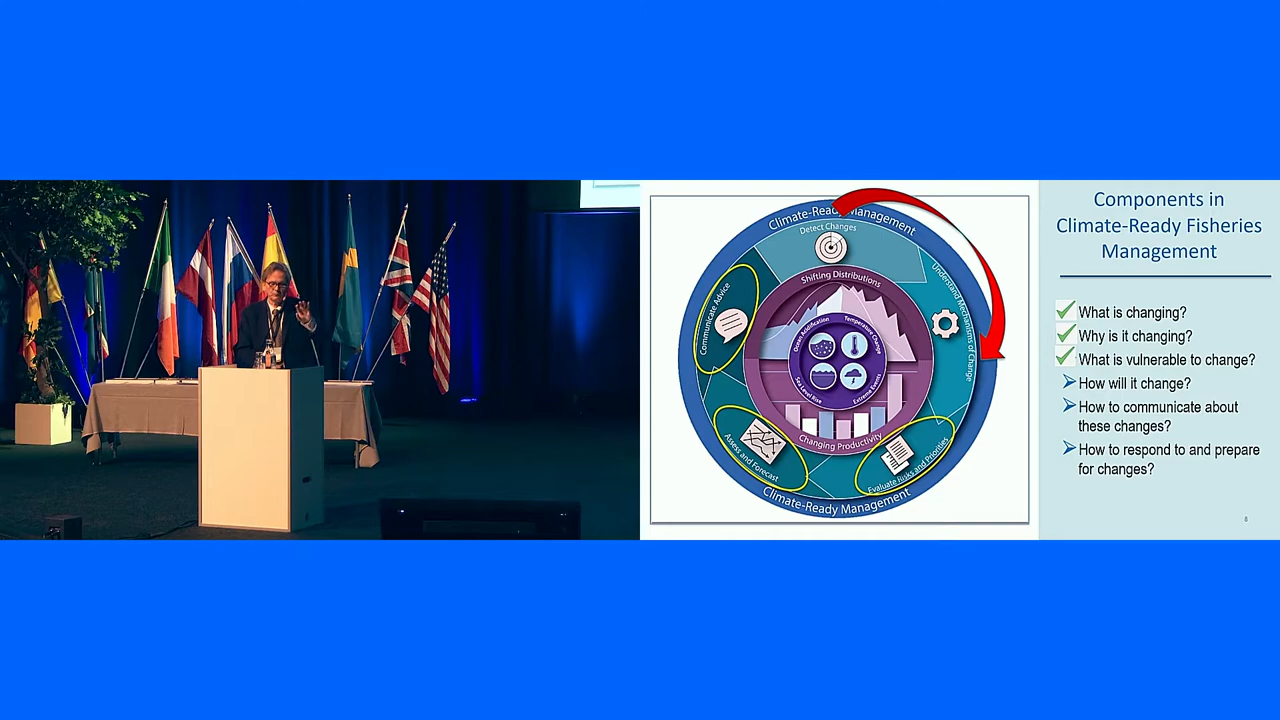 Climate-Ready Management
Detect Changes
Understand Mechanisms of Change
Communicate Advice
Shifting Distributions
Ocean Acidification
Temperature Change
Sea Level Rise
Extreme Events
Changing Productivity
Assess and Forecast
Evaluate Risks and Priorities
Climate-Ready Management
Components in
Climate-Ready Fisheries
Management
What is changing?
Why is it changing?
What is vulnerable to change?
How will it change?
How to communicate about
these changes?
How to respond to and prepare
for changes?
8